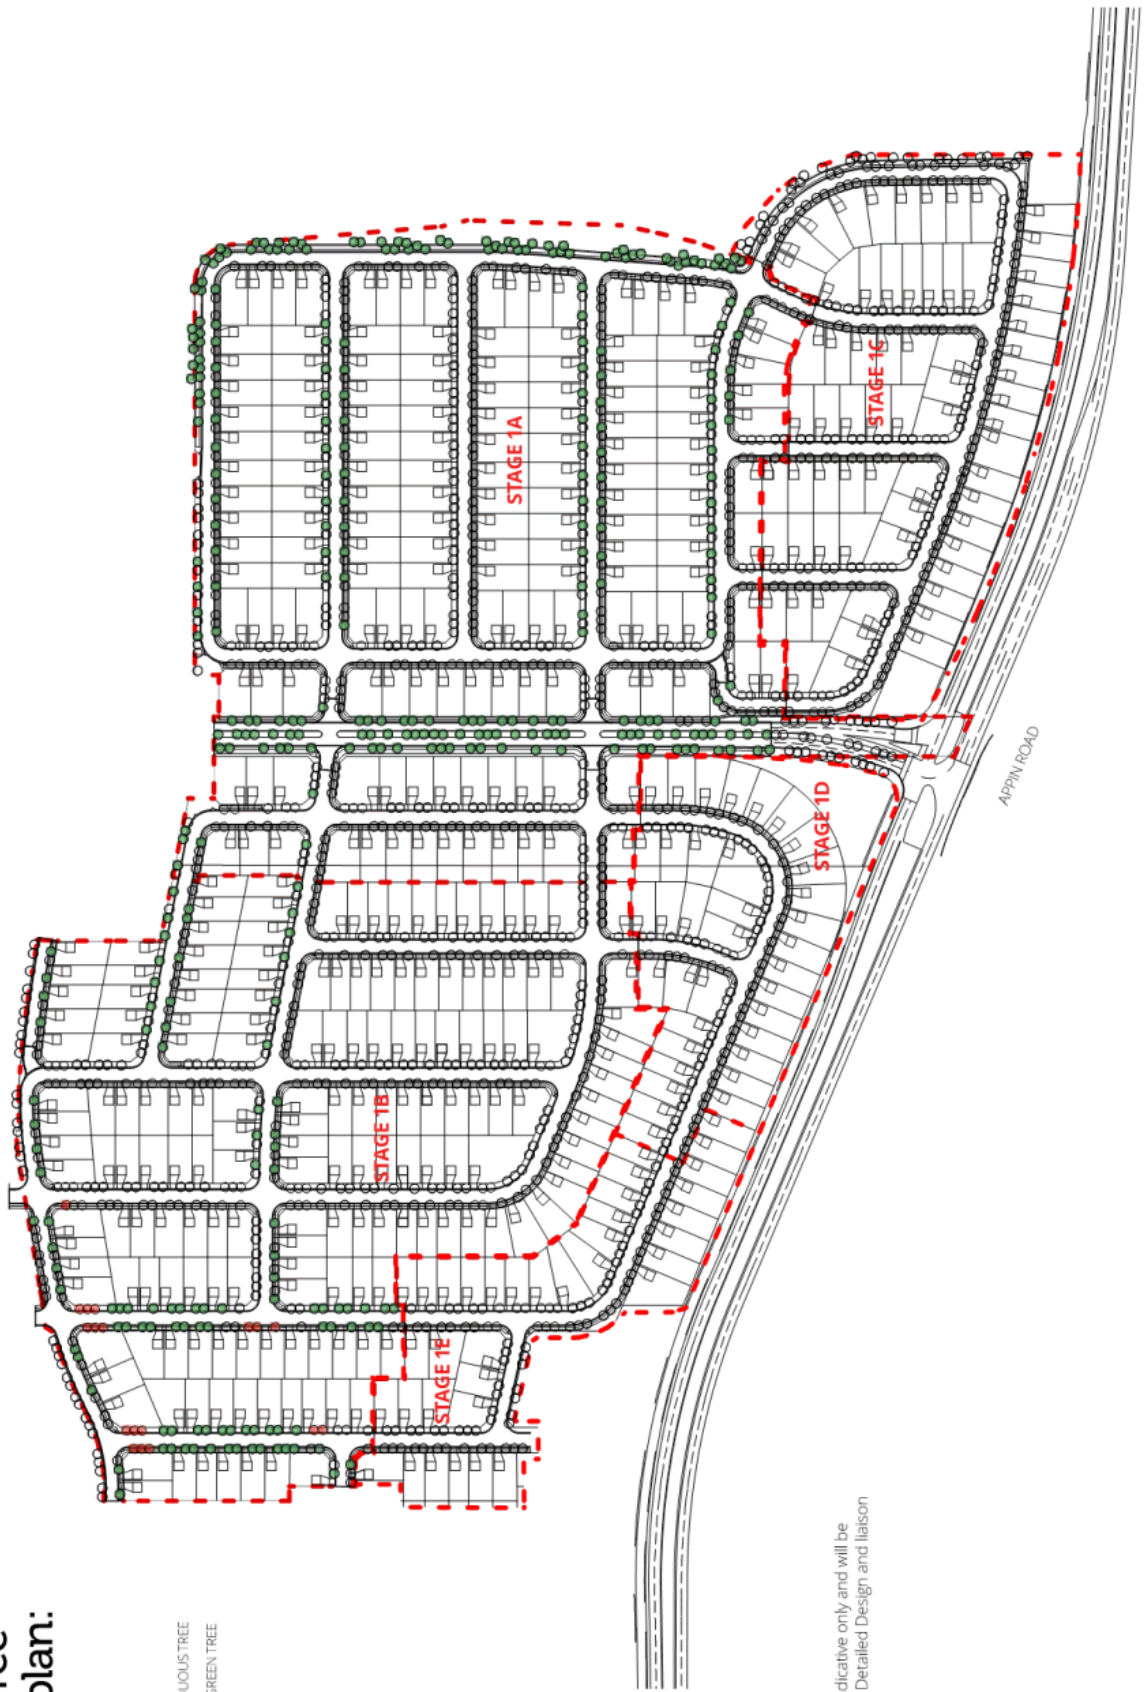 plan:
STAGE 1A
STAGE 1B
STAGE 1C
STAGE 1D
STAGE 1E
APPIN ROAD
UOUS TREE
GREEN TREE
dicative only and will be
Detailed Design and liaison